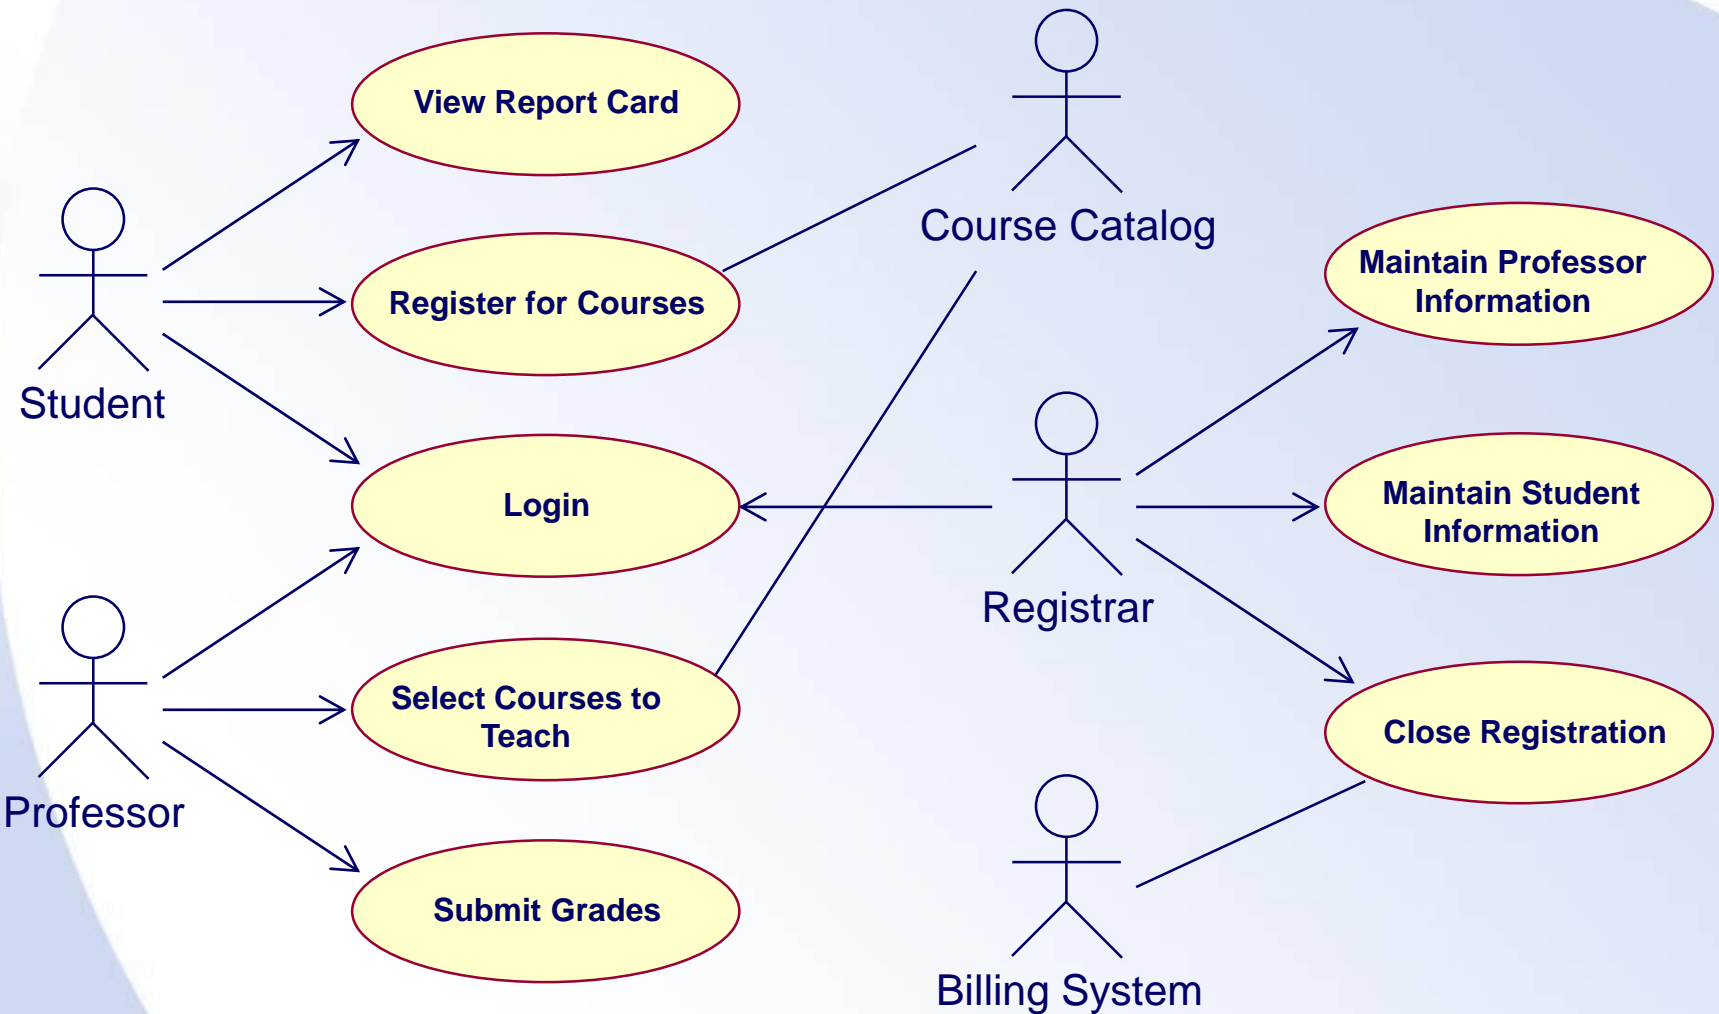 View Report Card
Course Catalog
Maintain Professor
Information
Register for Courses
Student
Login
Maintain Student
Information
Registrar
Select Courses to
Teach
Close Registration
Professor
Submit Grades
Billing System